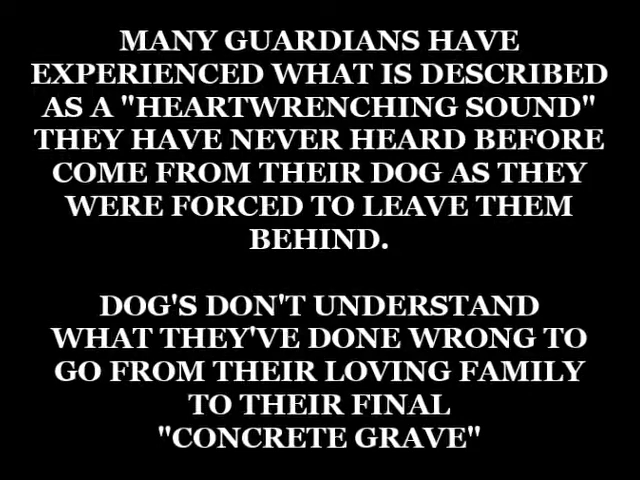 MANY GUARDIANS HAVE
EXPERIENCED WHAT IS DESCRIBED
AS A "HEARTWRENCHING SOUND"
THEY HAVE NEVER HEARD BEFORE
COME FROM THEIR DOG AS THEY
WERE FORCED TO LEAVE THEM
BEHIND.
DOG'S DON'T UNDERSTAND
WHAT THEY'VE DONE WRONG TO
GO FROM THEIR LOVING FAMILY
TO THEIR FINAL
"CONCRETE GRAVE"